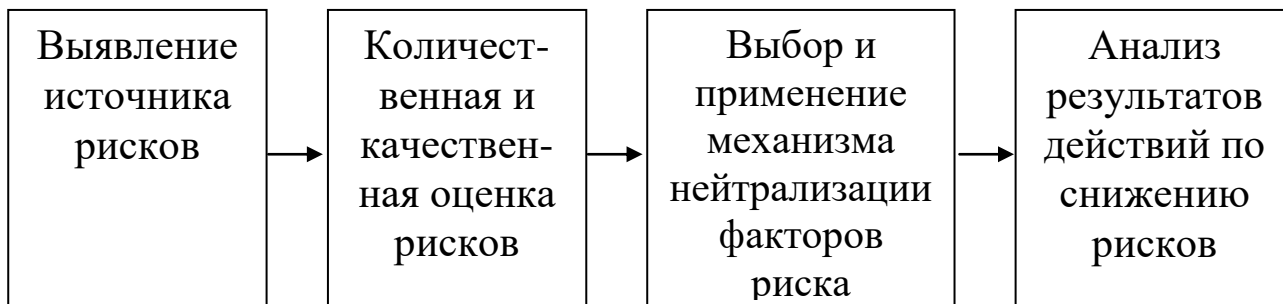 Выявление
источника
рисков
Количест-
венная и
качествен-
ная оценка
рисков
Выбор и
применение
механизма
нейтрализации
факторов
риска
Анализ
результатов
действий по
снижению
рисков